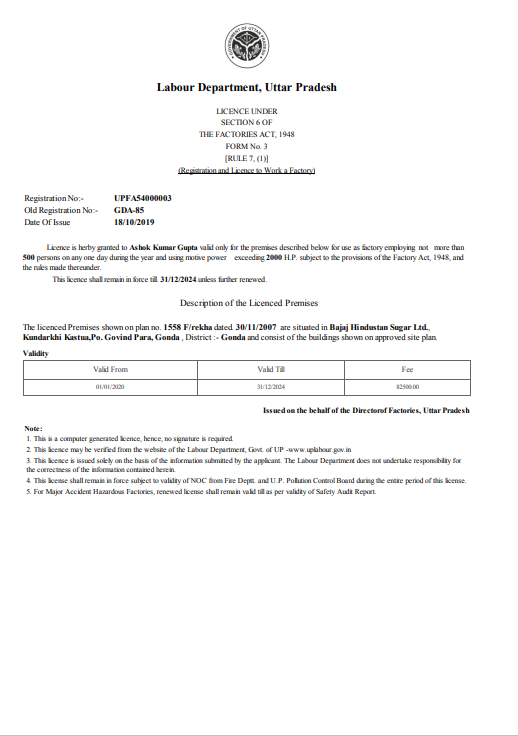 Labour Department, Uttar Pradesh
LICENCE UNDER
SECTION 6 OF
THE FACTORIES ACT, 1948
FORM No. 3
[RULE 7, (1)]
(Registration and Licence to Work a Factory)
Registration No:- UPFA54000003
Old Registration No:- GDA-85
Date Of Issue 18/10/2019
Licence is herby granted to Ashok Kumar Gupta valid only for the premises described below for use as factory employing not more than
500 persons on any one day during the year and using motive power exceeding 2000 H.P. subject to the provisions of the Factory Act, 1948, and
the rules made thereunder.
This licence shall remain in force till 31/12/2024 unless further renewed.
Description of the Licenced Premises
The licenced Premises shown on plan no. 1558 F/rekha dated. 30/11/2007 are situated in Bajaj Hindustan Sugar Ltd.,
Kundarkhi Kastua,Po. Govind Para, Gonda , District :- Gonda and consist of the buildings shown on approved site plan.
Validity
Valid From Valid Till Fee
01/01/2020 31/12/2024 82500.00
Issued on the behalf of the Directorof Factories, Uttar Pradesh
Note:
1. This is a computer generated licence, hence, no signature is required.
2. This licence may be verified from the website of the Labour Department, Govt. of UP -www.uplabour.gov.in
3. This licence is issued solely on the basis of the information submitted by the applicant. The Labour Department does not undertake responsibility for
the correctness of the information contained herein.
4. This license shall remain in force subject to validity of NOC from Fire Deptt. and U.P. Pollution Control Board during the entire period of this license.
5. For Major Accident Hazardous Factories, renewed license shall remain valid till as per validity of Safety Audit Report.